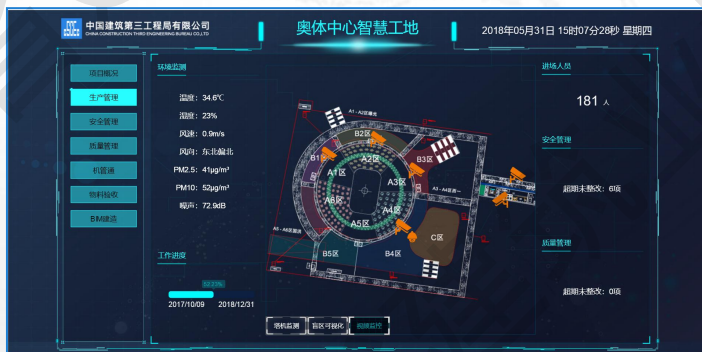 中国建筑第三工程局有限公司
CHINA CONSTRUCTION THIRD ENGINEERING BUREAU CO.,LTD
奥体中心智慧工地
2018年05月31日 15时07分28秒 星期四
项目概况
生产管理
安全管理
质量管理
机管通
物料验收
BIM建造
环境监测
温度: 34.6℃
湿度: 23%
风速: 0.9m/s
风向: 东北偏北
PM2.5: 41μg/m³
PM10: 52μg/m³
噪声: 72.9dB
工作进度
53.23%
2017/10/09 2018/12/31
B2区
B1区
A2区
B3区
A1区
A3区
A6区
A4区
A5区
C区
B5区
B4区
塔机监测
盲区可视化
视频监控
进场人员
181 人
安全管理
超期未整改: 6项
质量管理
超期未整改: 0项